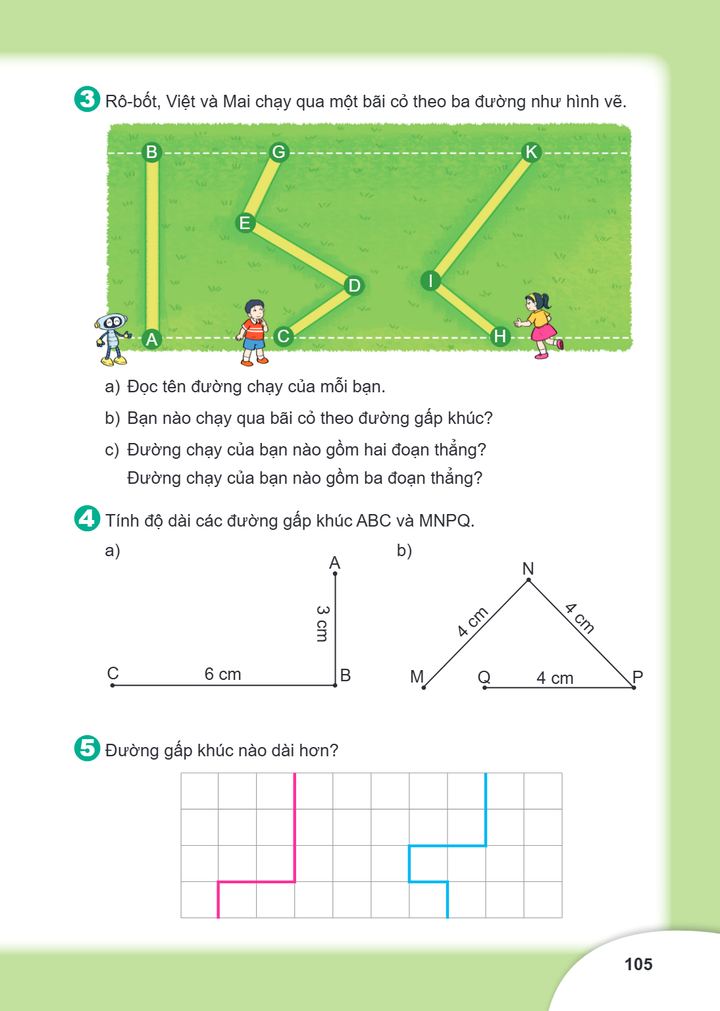 3 Rô-bốt, Việt và Mai chạy qua một bãi cỏ theo ba đường như hình vẽ.
B G K
E
D I
A C H
a) Đọc tên đường chạy của mỗi bạn.
b) Bạn nào chạy qua bãi cỏ theo đường gấp khúc?
c) Đường chạy của bạn nào gồm hai đoạn thẳng?
Đường chạy của bạn nào gồm ba đoạn thẳng?
4 Tính độ dài các đường gấp khúc ABC và MNPQ.
a) b)
A N
3 cm 4 cm 4 cm
C 6 cm B M Q 4 cm P
5 Đường gấp khúc nào dài hơn?
105